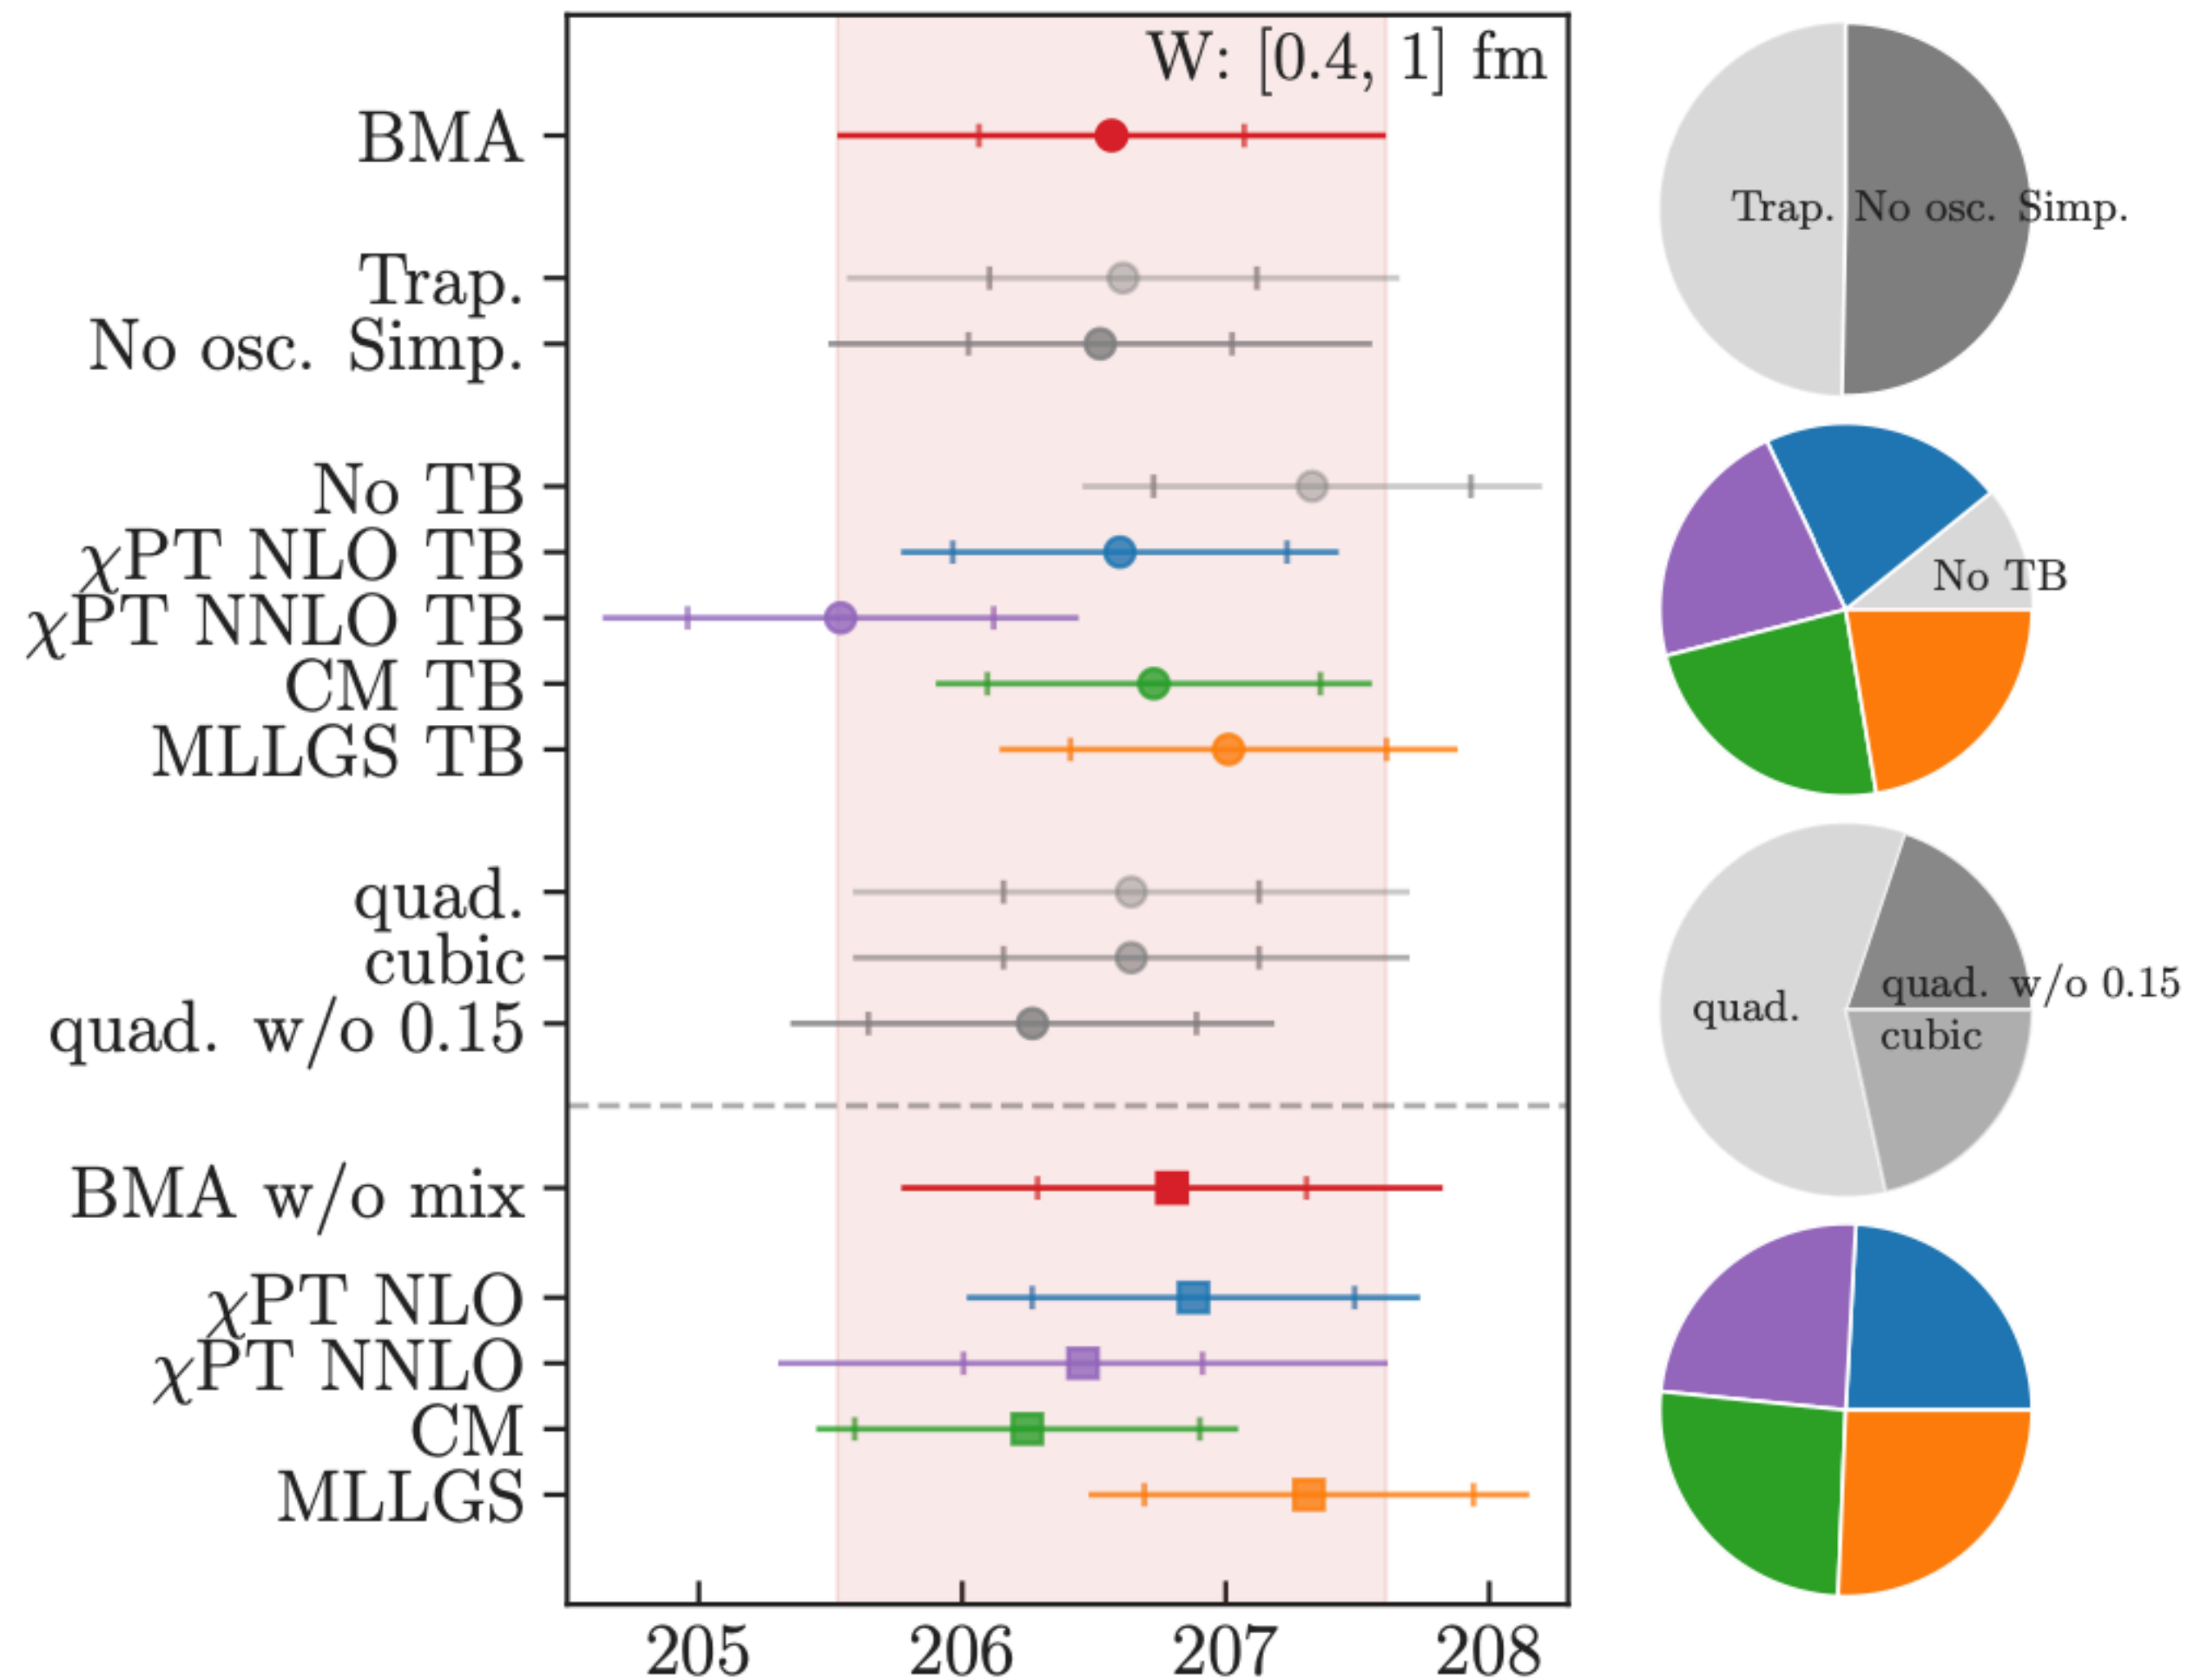 W: [0.4, 1] fm
BMA
Trap.
No osc. Simp.
No TB
χPT NLO TB
χPT NNLO TB
CM TB
MLLGS TB
quad.
cubic
quad. w/o 0.15
BMA w/o mix
χPT NLO
χPT NNLO
CM
MLLGS
205 206 207 208
Trap. No osc. Simp.
No TB
quad. w/o 0.15
quad.
cubic